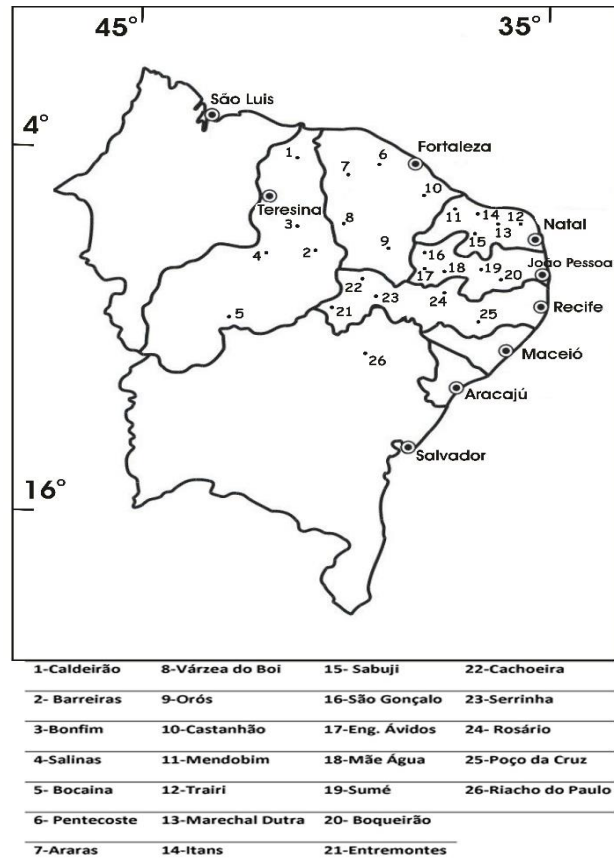 45° 35°
São Luis
4°
Fortaleza
1
6
7
10
Teresina
11 14 12
3
8
13
Natal
15
4 2
9
16
João Pessoa
17 18 19 20
22
23 24
21
Recife
5
25
Maceió
26
Aracajú
Salvador
16°
1-Caldeirão 8-Várzea do Boi 15- Sabuji 22-Cachoeira
2- Barreiras 9-Orós 16-São Gonçalo 23-Serrinha
3-Bonfim 10-Castanhão 17-Eng. Ávidos 24- Rosário
4-Salinas 11-Mendobim 18-Mãe Água 25-Poço da Cruz
5- Bocaina 12-Trairi 19-Sumé 26-Riacho do Paulo
6- Pentecoste 13-Marechal Dutra 20- Boqueirão
7-Araras 14-Itans 21-Entremontes